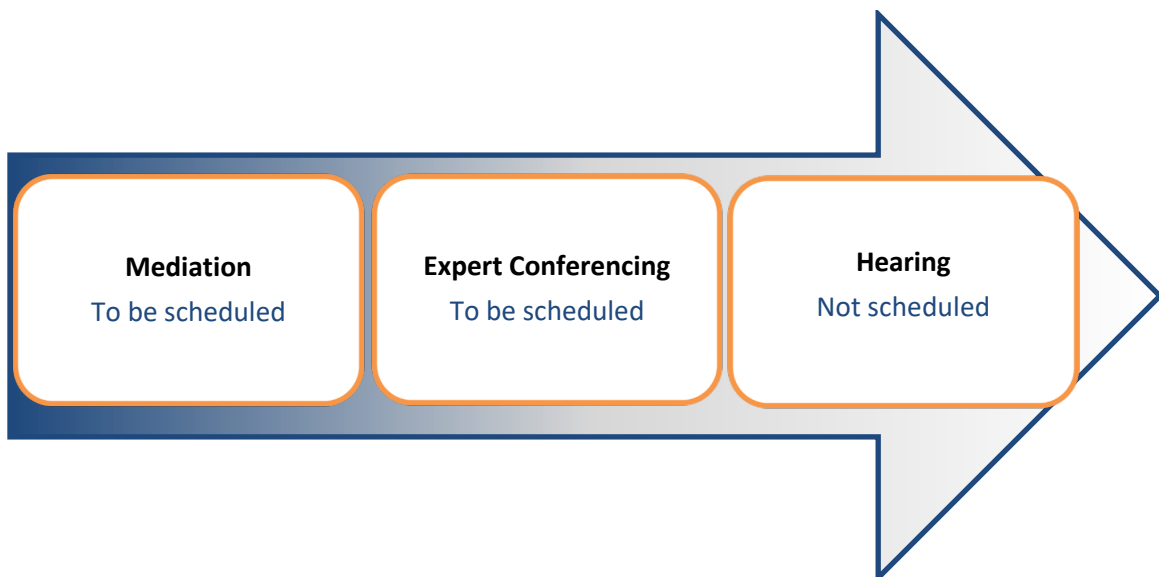 Mediation
To be scheduled
Expert Conferencing
To be scheduled
Hearing
Not scheduled